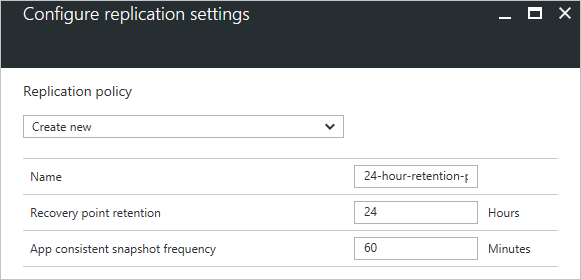 Configure replication settings
Replication policy
Create new
Name 24-hour-retention-p
Recovery point retention 24 Hours
App consistent snapshot frequency 60 Minutes